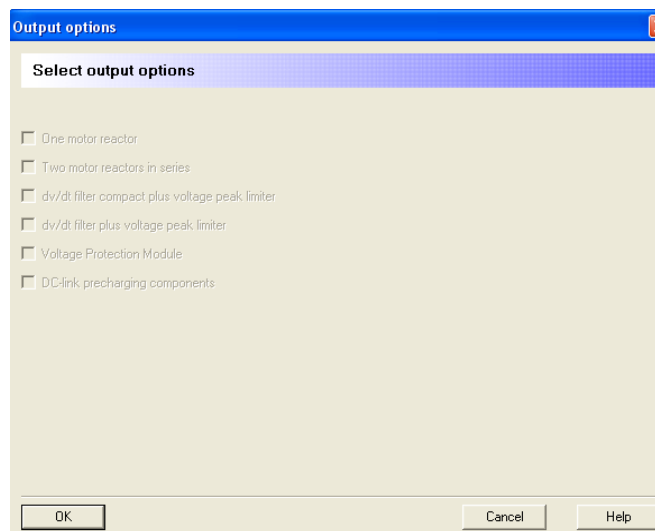 Output options
Select output options
One motor reactor
Two motor reactors in series
dv/dt filter compact plus voltage peak limiter
dv/dt filter plus voltage peak limiter
Voltage Protection Module
DC-link precharging components
OK
Cancel
Help